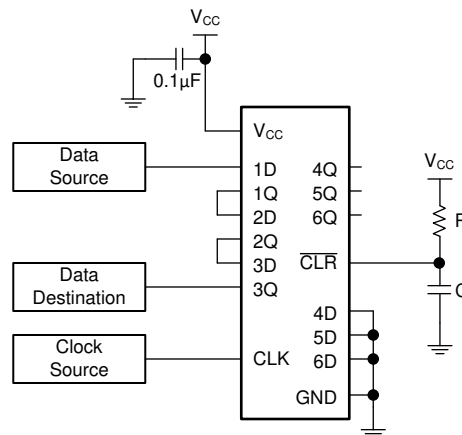 VCC
0.1µF
VCC
Data
Source
1D
1Q
2D
2Q
3D
Data
Destination
3Q
Clock
Source
CLK
4Q
5Q
6Q
CLR
4D
5D
6D
GND
VCC
R
C